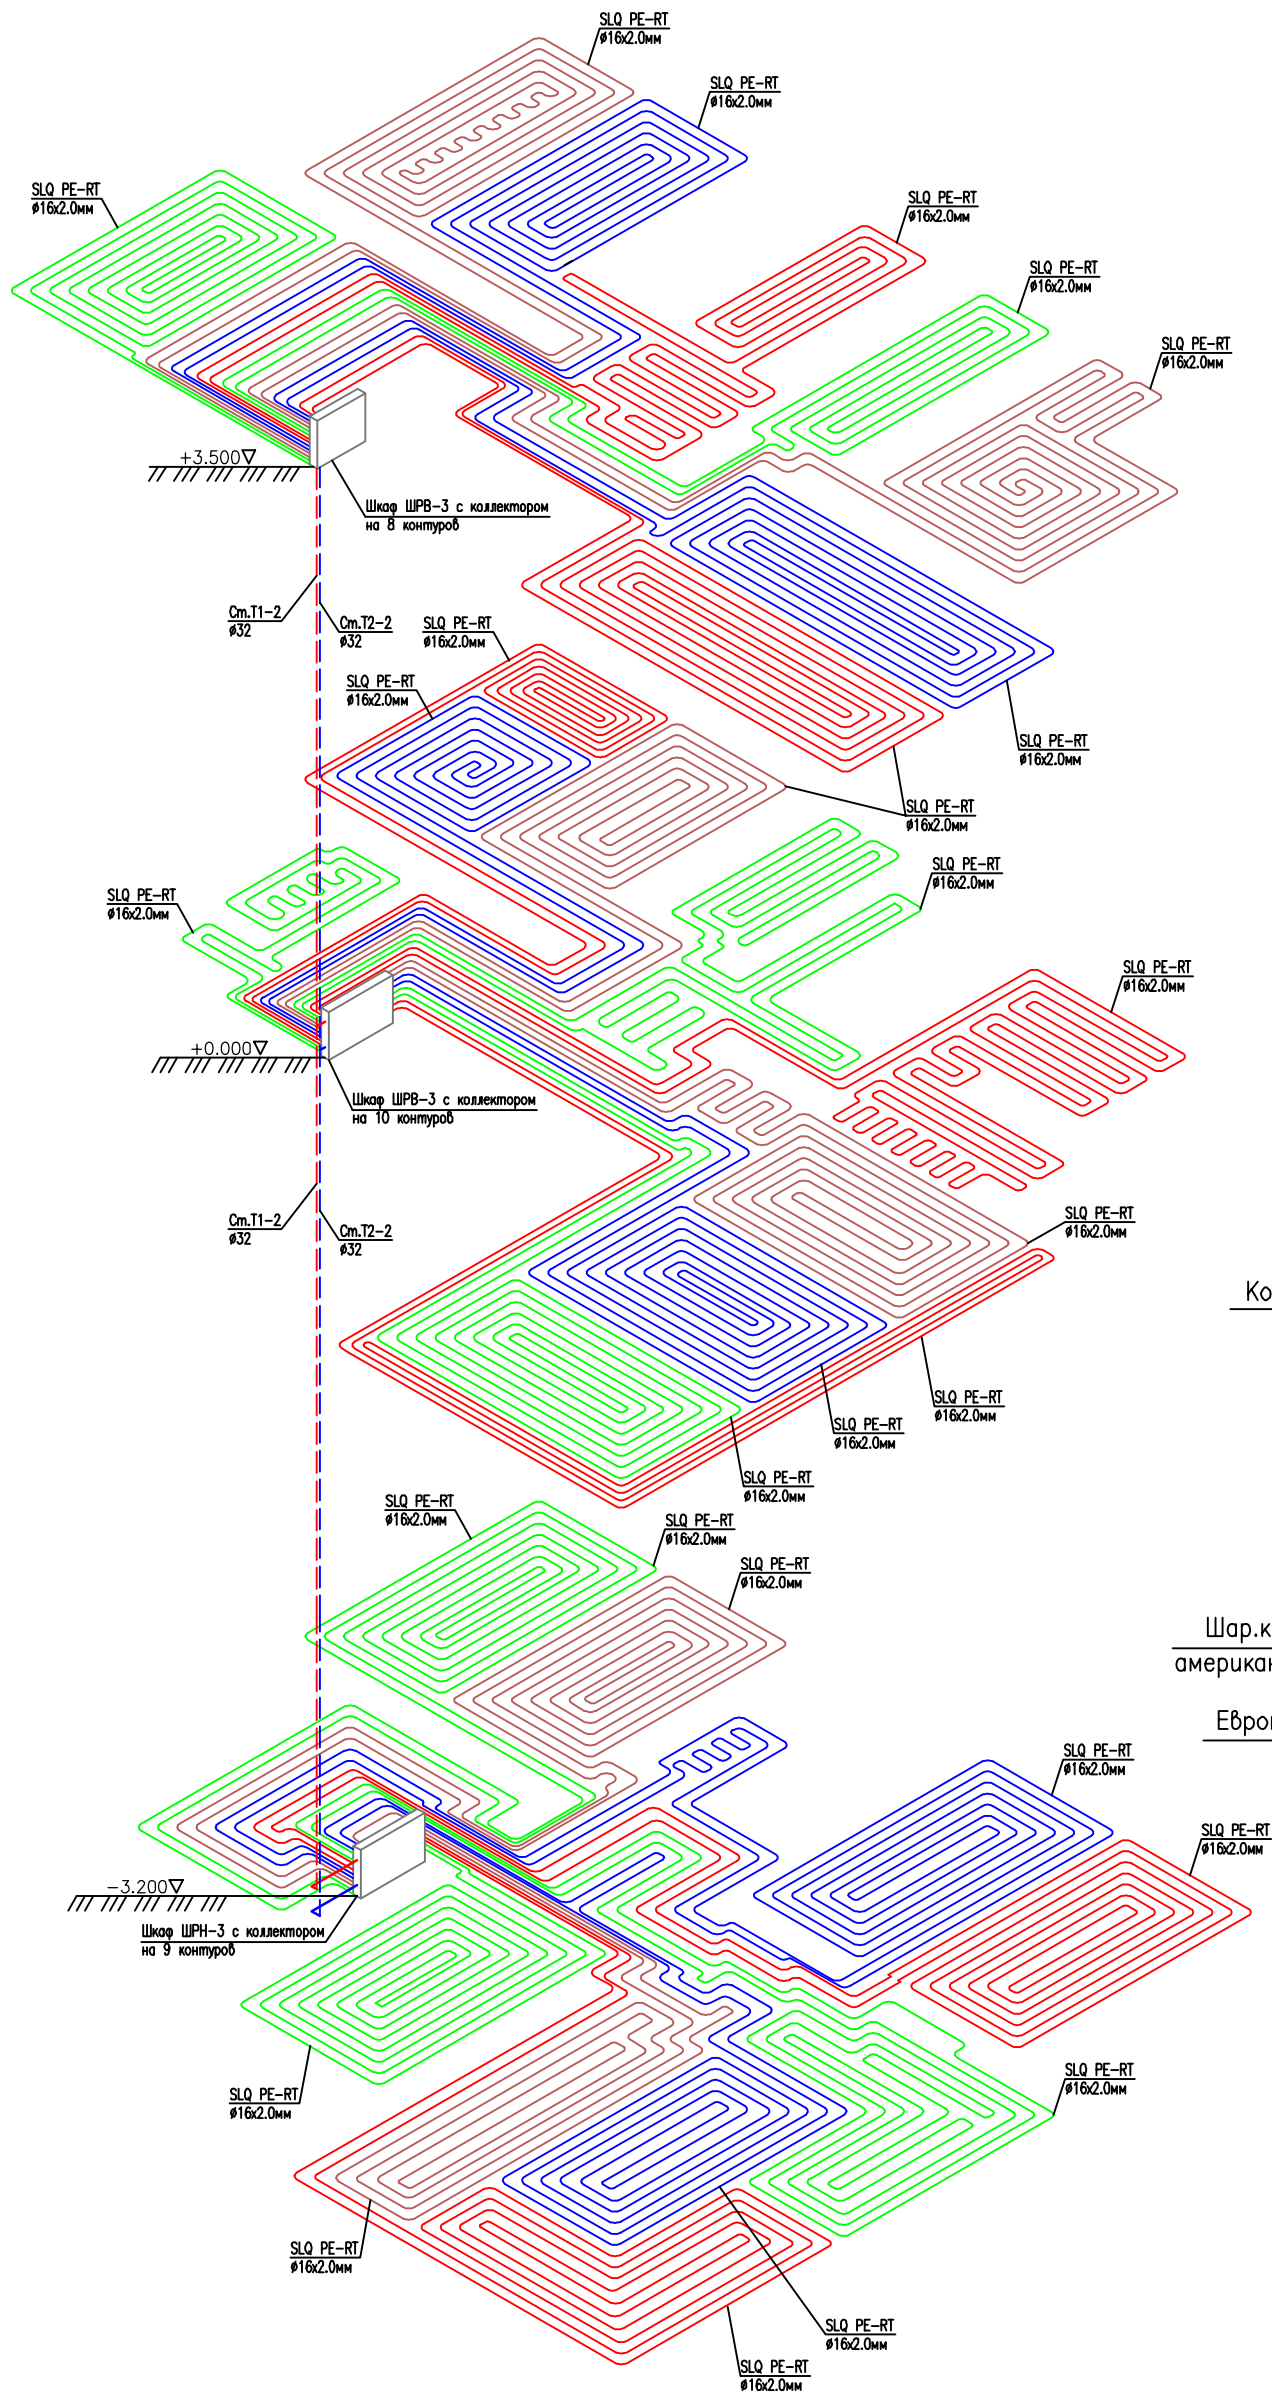 SLQ PE-RT
ø16x2.0мм
SLQ PE-RT
ø16x2.0мм
SLQ PE-RT
ø16x2.0мм
SLQ PE-RT
ø16x2.0мм
SLQ PE-RT
ø16x2.0мм
SLQ PE-RT
ø16x2.0мм
+3.500
Шкаф ШРВ-3 с коллектором
на 8 контуров
Ст.Т1-2
ø32
Ст.Т2-2
ø32
SLQ PE-RT
ø16x2.0мм
SLQ PE-RT
ø16x2.0мм
SLQ PE-RT
ø16x2.0мм
SLQ PE-RT
ø16x2.0мм
SLQ PE-RT
ø16x2.0мм
SLQ PE-RT
ø16x2.0мм
SLQ PE-RT
ø16x2.0мм
+0.000
Шкаф ШРВ-3 с коллектором
на 10 контуров
Ст.Т1-2
ø32
Ст.Т2-2
ø32
SLQ PE-RT
ø16x2.0мм
Ко
SLQ PE-RT
ø16x2.0мм
SLQ PE-RT
ø16x2.0мм
SLQ PE-RT
ø16x2.0мм
SLQ PE-RT
ø16x2.0мм
SLQ PE-RT
ø16x2.0мм
SLQ PE-RT
ø16x2.0мм
Шар.к
американ
Евро
SLQ PE-RT
ø16x2.0мм
SLQ PE-RT
ø16x2.0мм
-3.200
Шкаф ШРН-3 с коллектором
на 9 контуров
SLQ PE-RT
ø16x2.0мм
SLQ PE-RT
ø16x2.0мм
SLQ PE-RT
ø16x2.0мм
SLQ PE-RT
ø16x2.0мм
SLQ PE-RT
ø16x2.0мм